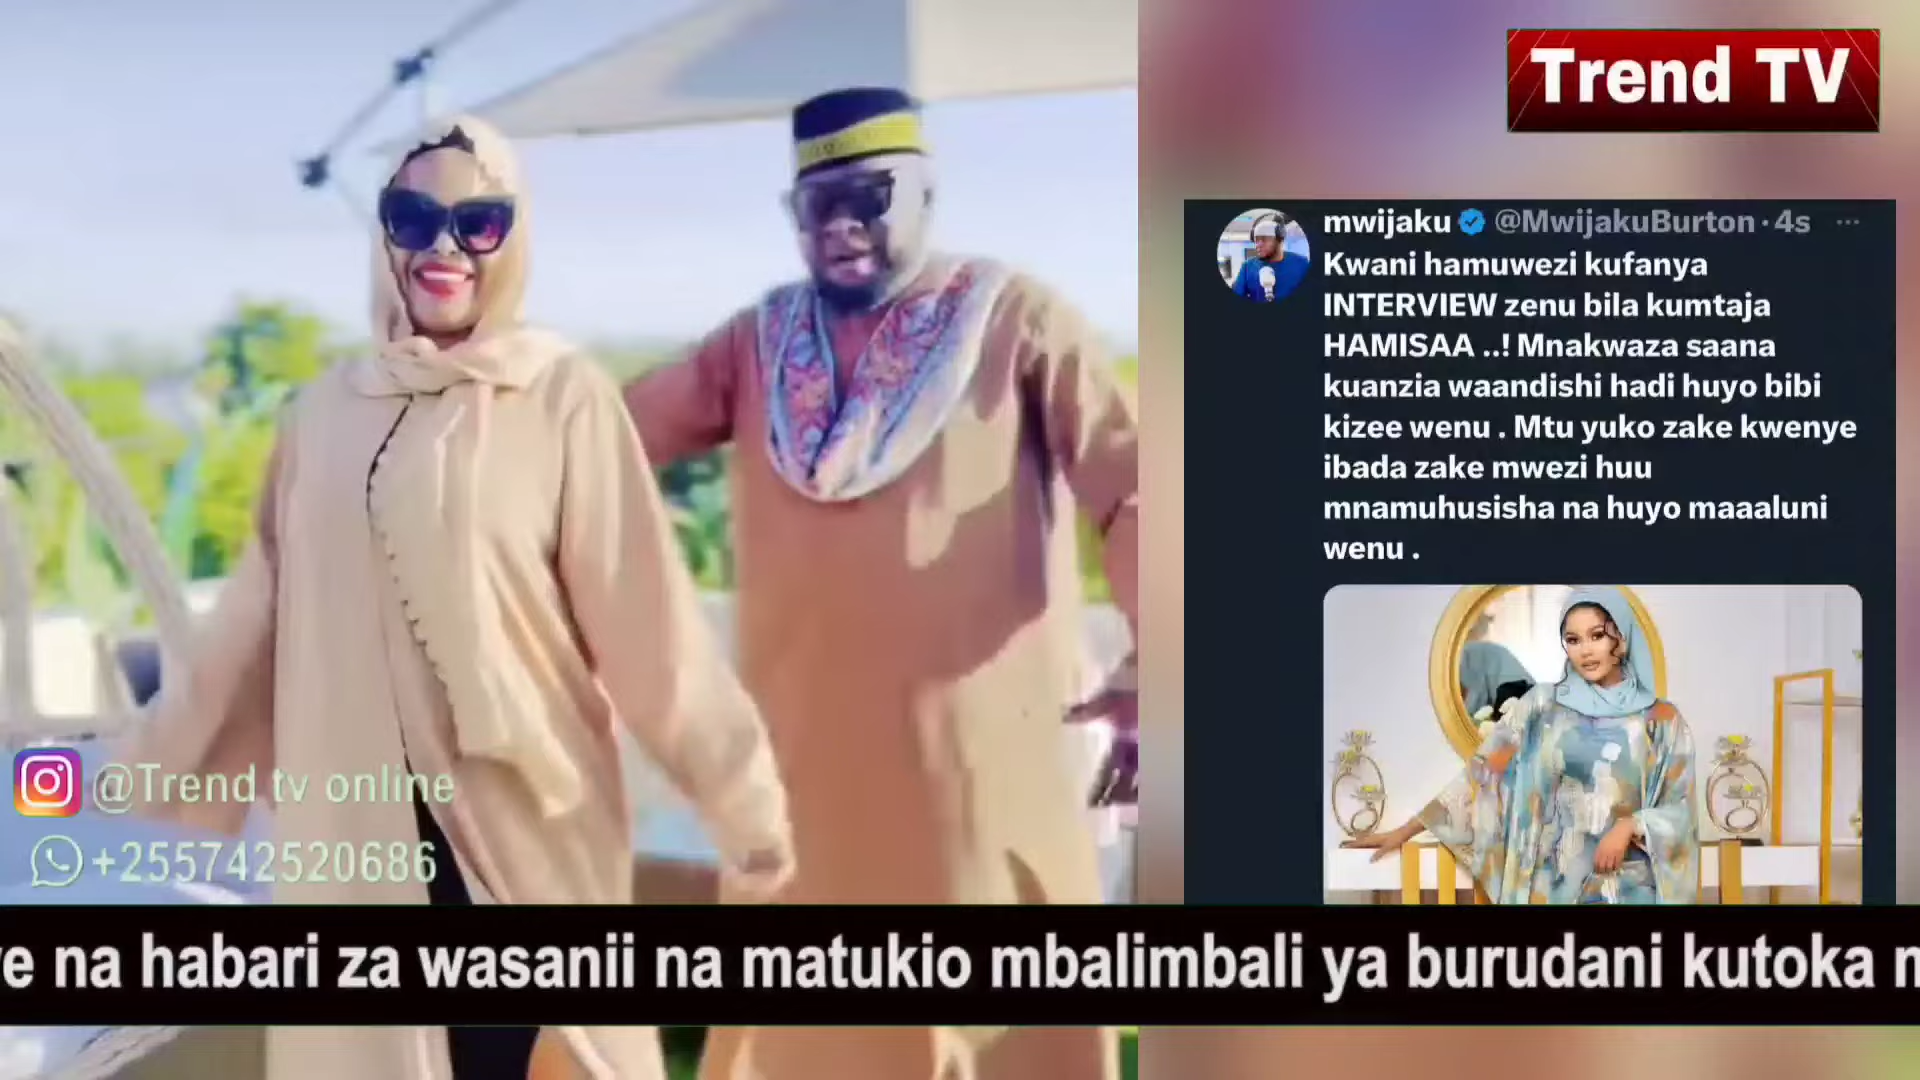 Trend TV
mwijaku @MwijakuBurton · 4s
Kwani hamuwezi kufanya
INTERVIEW zenu bila kumtaja
HAMISAA ..! Mnakwaza saana
kuanzia waandishi hadi huyo bibi
kizee wenu . Mtu yuko zake kwenye
ibada zake mwezi huu
mnamuhusisha na huyo maaaluni
wenu .
@Trend tv online
+255742520686
na habari za wasanii na matukio mbalimbali ya burudani kutoka